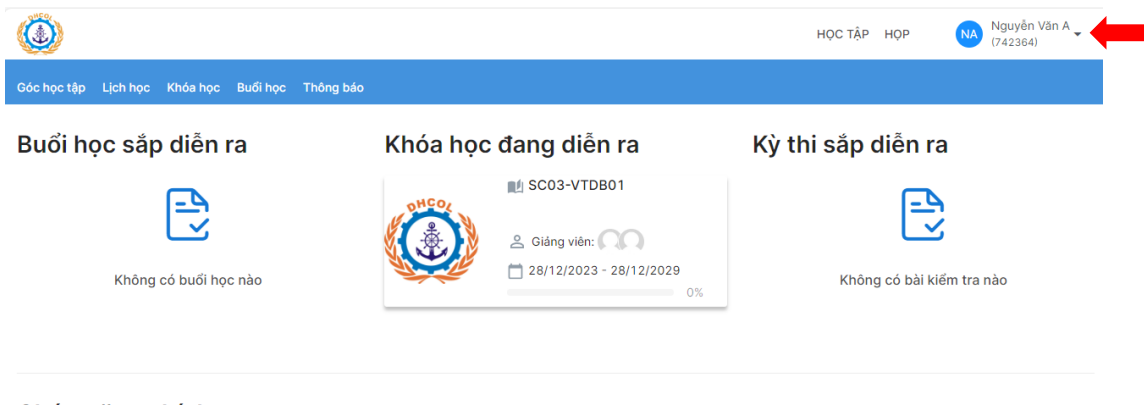 DHCOL
HỌC TẬP HỌP NA Nguyễn Văn A
(742364)
Góc học tập Lịch học Khóa học Buổi học Thông báo
Buổi học sắp diễn ra
Không có buổi học nào
Khóa học đang diễn ra
DHCOL
SC03-VTDB01
Giảng viên:
28/12/2023 - 28/12/2029
0%
Kỳ thi sắp diễn ra
Không có bài kiểm tra nào